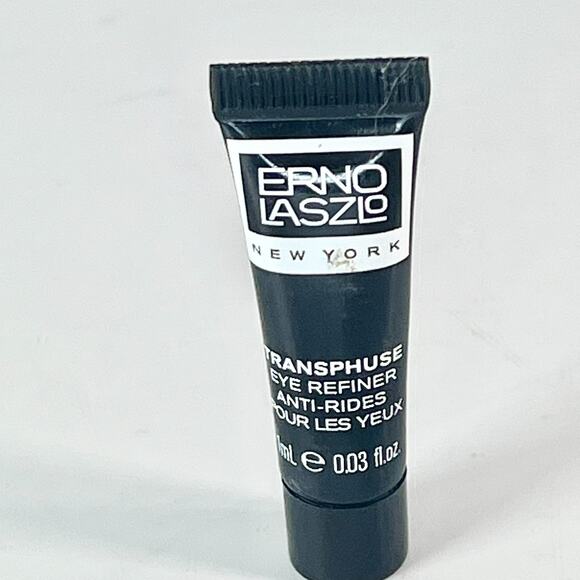 ERNO
LASZLO
NEW YORK
TRANSPHUSE
EYE REFINER
ANTI-RIDES
POUR LES YEUX
1mL e 0.03 fl.oz.